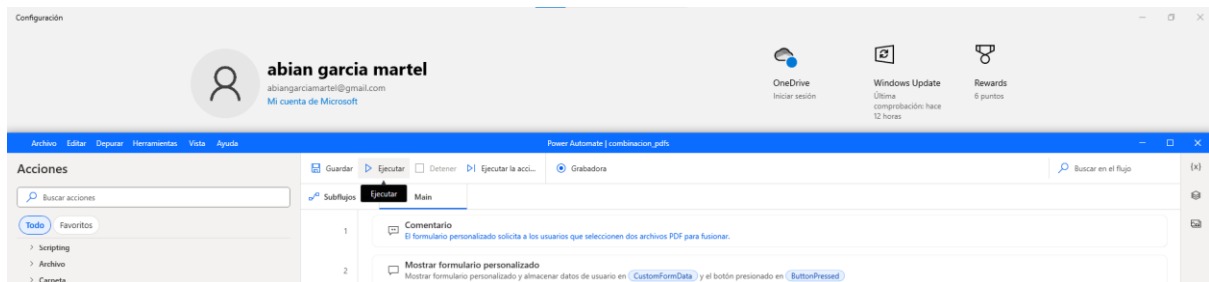 Configuración
abian garcia martel
abiangarciamartel@gmail.com
Mi cuenta de Microsoft
OneDrive
Iniciar sesión
Windows Update
Última
comprobación: hace
12 horas
Rewards
6 puntos
Archivo Editar Depurar Herramientas Vista Ayuda
Power Automate | combinacion_pdfs
Acciones
Guardar Ejecutar Detener Ejecutar la acci... Grabadora
Buscar en el flujo
{x}
Buscar acciones
Subflujos Ejecutar Main
Todo Favoritos
Scripting
Archivo
Carpeta
1 Comentario
El formulario personalizado solicita a los usuarios que seleccionen dos archivos PDF para fusionar.
2 Mostrar formulario personalizado
Mostrar formulario personalizado y almacenar datos de usuario en CustomFormData y el botón presionado en ButtonPressed